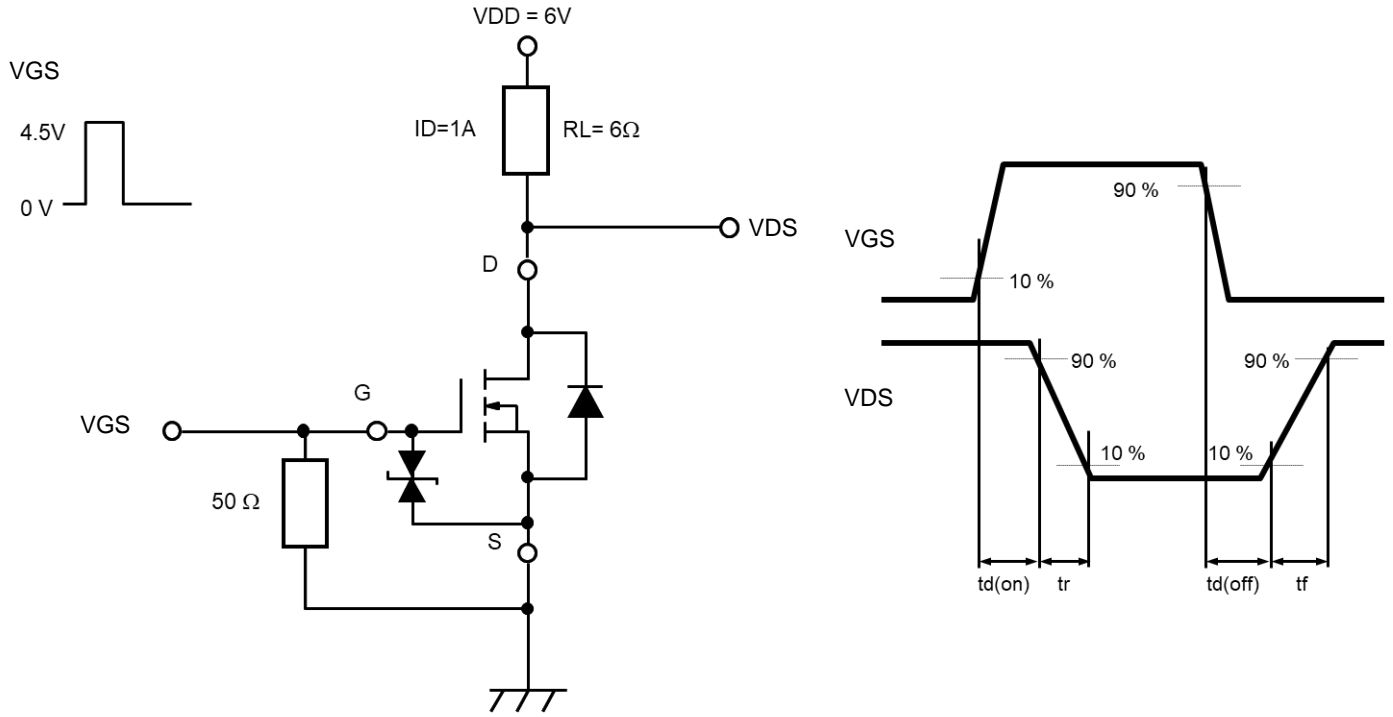 VDD = 6V
VGS
4.5V
0 V
ID=1A
RL= 6Ω
VDS
D
G
VGS
50 Ω
S
VGS
90 %
10 %
VDS
90 %
90 %
10 %
10 %
td(on)
tr
td(off)
tf